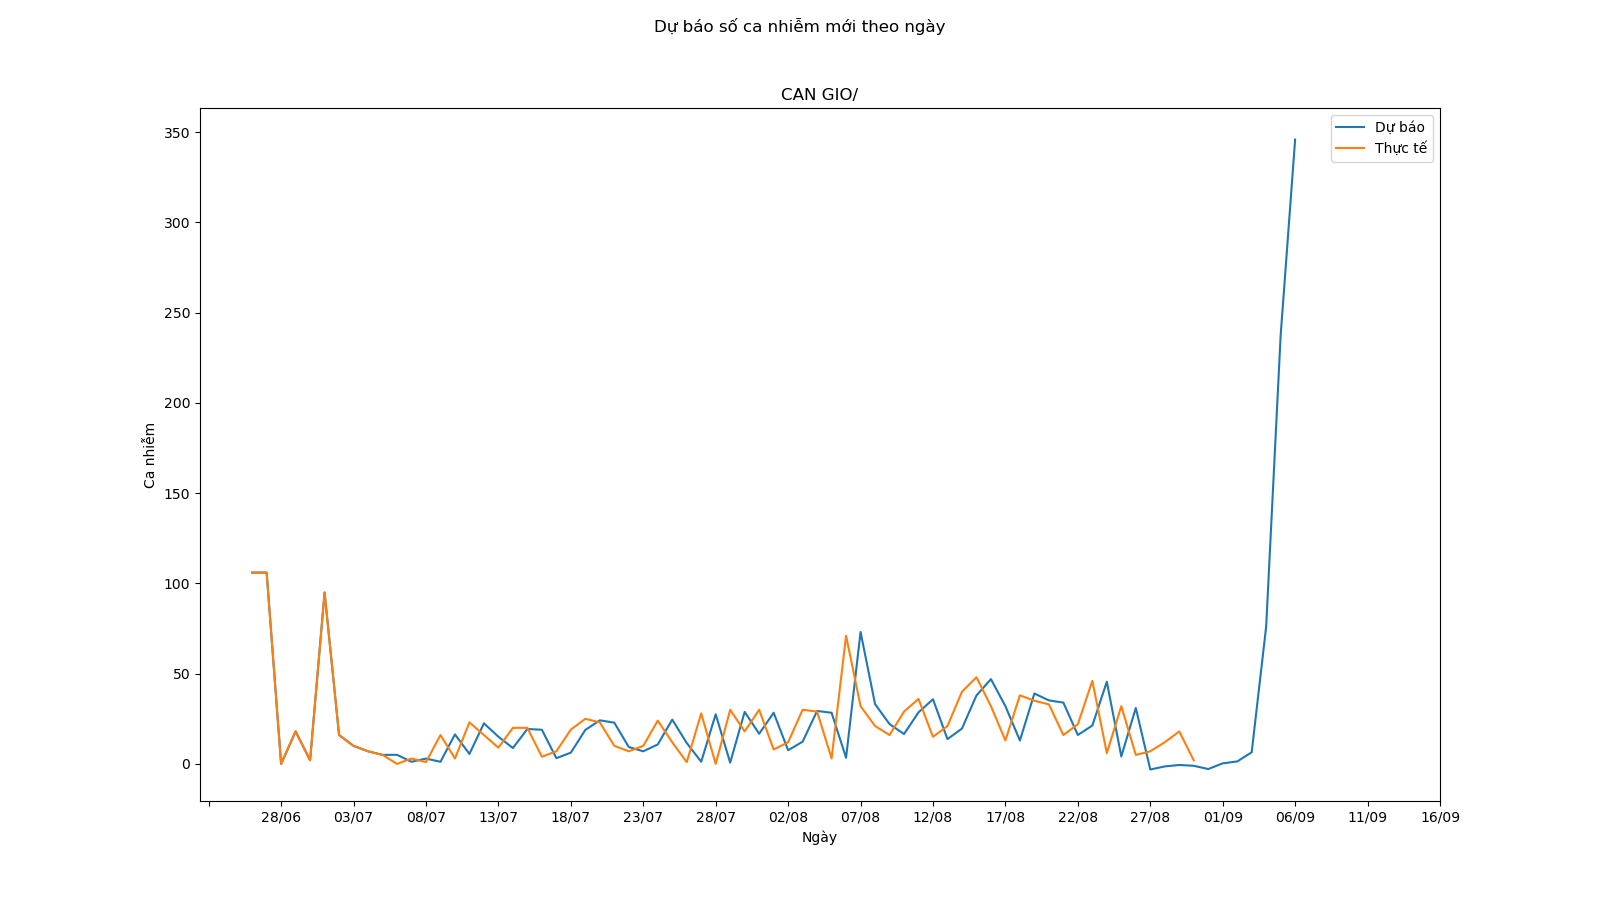 Dự báo số ca nhiễm mới theo ngày
CAN GIO/
Dự báo
Thực tế
350
300
250
200
150
100
50
0
Ca nhiễm
28/06 03/07 08/07 13/07 18/07 23/07 28/07 02/08 07/08 12/08 17/08 22/08 27/08 01/09 06/09 11/09 16/09
Ngày